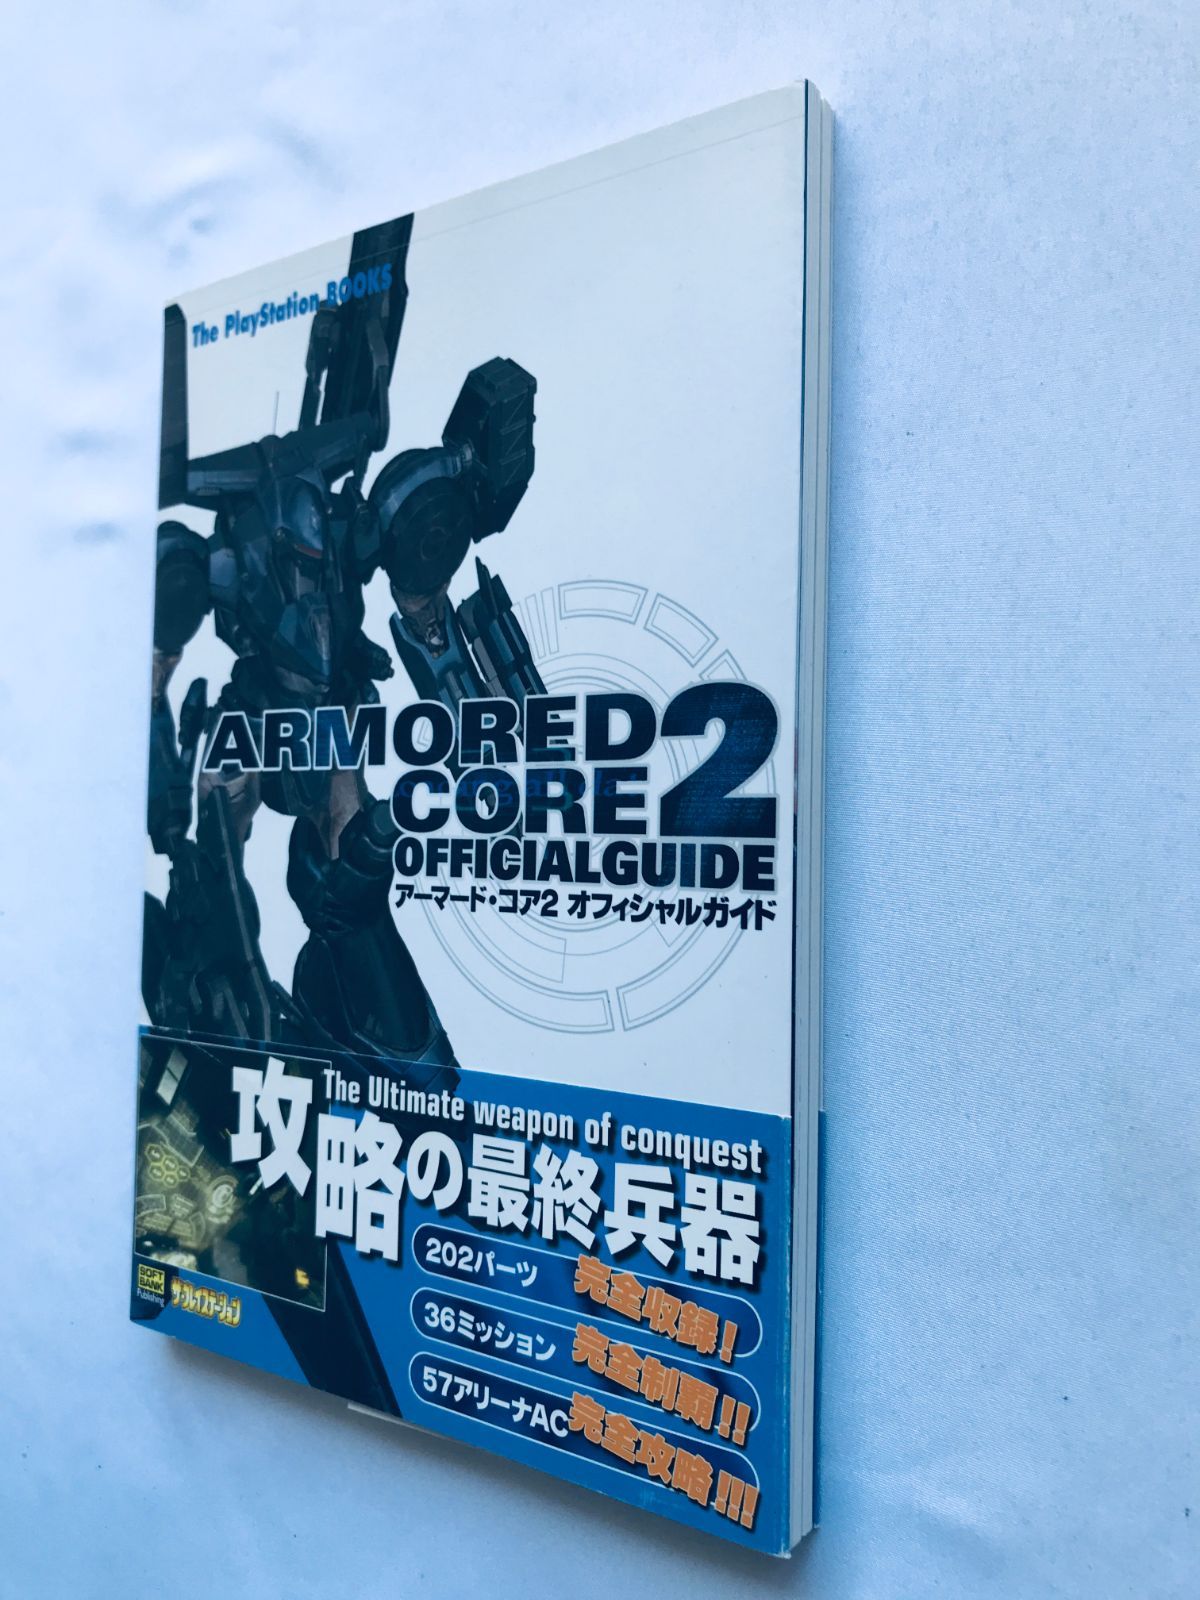 The PlayStation BOOKS
ARMORED
CORE 2
OFFICIAL GUIDE
アーマード・コア2 オフィシャルガイド
The Ultimate weapon of conquest
攻略の最終兵器
202パーツ 完全収録!
36ミッション 完全制覇!!
57アリーナAC 完全攻略!!!
SOFT
BANK
Publishing
ザ・プレイステーション